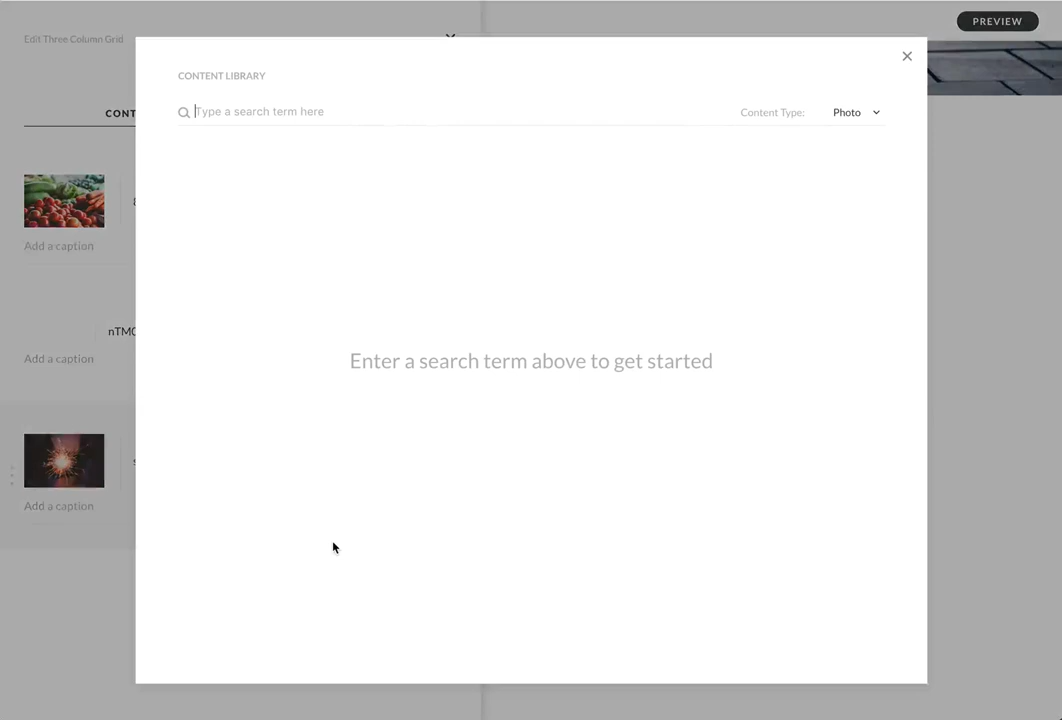 PREVIEW
Edit Three Column Grid
CONTENT LIBRARY
Type a search term here
Content Type: Photo
CONT
Add a caption
nTMC
Add a caption
Enter a search term above to get started
Add a caption